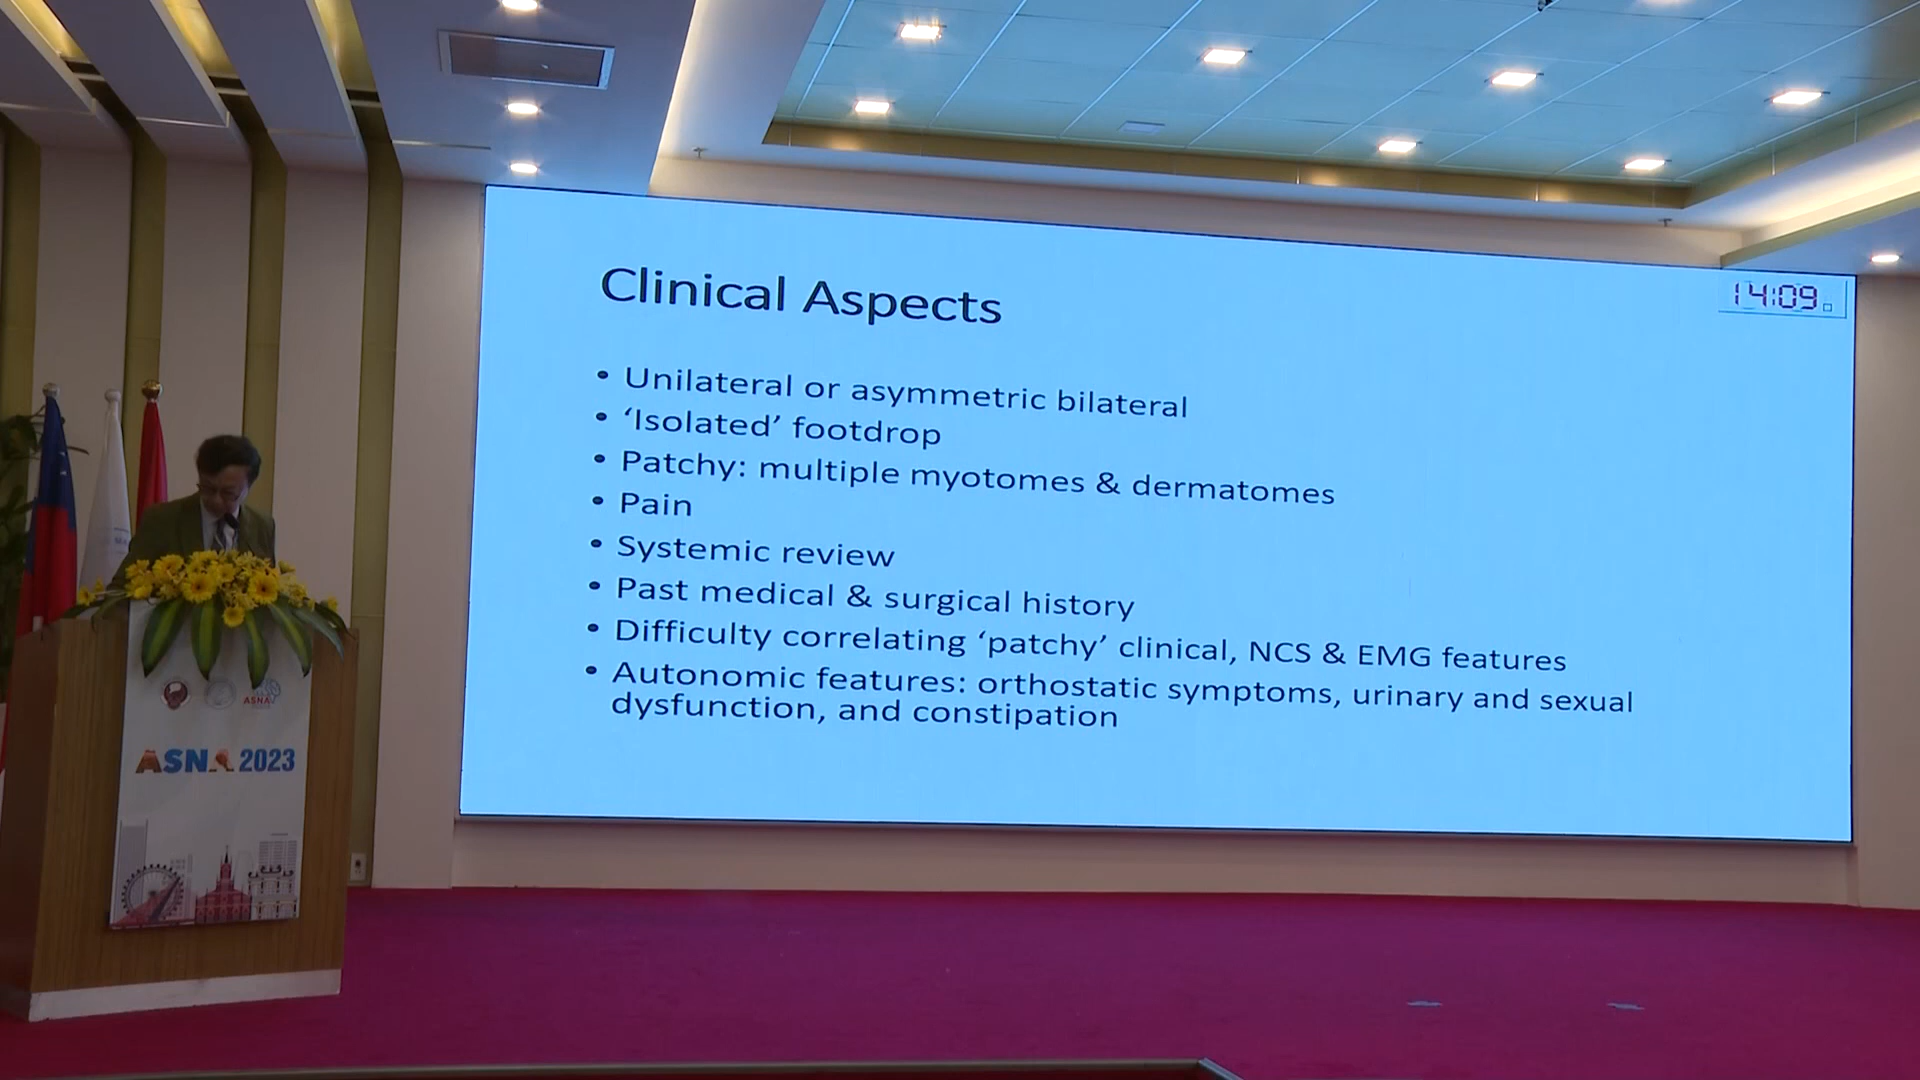 Clinical Aspects
14:09
• Unilateral or asymmetric bilateral
• ‘Isolated’ footdrop
• Patchy: multiple myotomes & dermatomes
• Pain
• Systemic review
• Past medical & surgical history
• Difficulty correlating ‘patchy’ clinical, NCS & EMG features
• Autonomic features: orthostatic symptoms, urinary and sexual
dysfunction, and constipation
ASNA
ASNA 2023